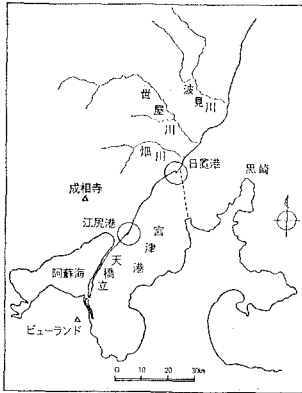 波見川
世屋川
畑川
日置港
黒崎
成相寺
江尻港
宮津港
阿蘇海
天橋立
ビューランド
0 10 20 30km